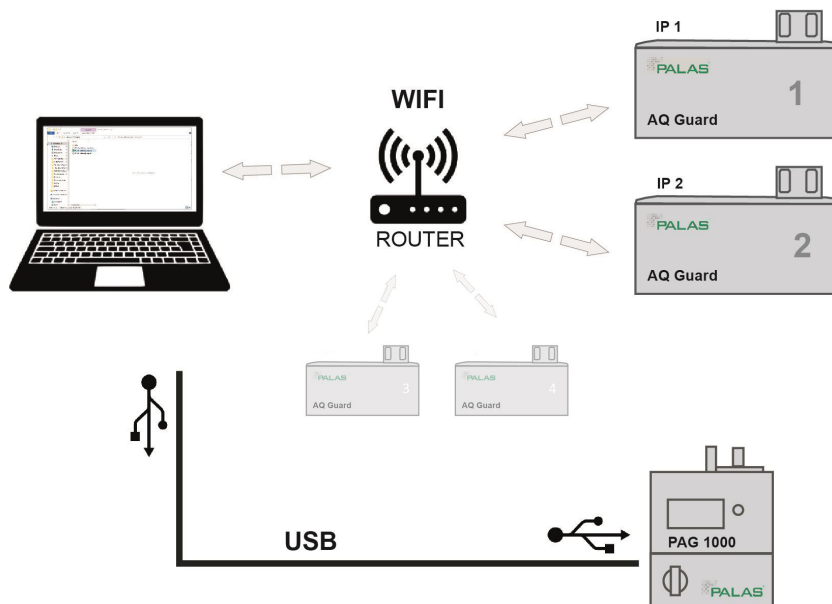 IP 1
PALAS
1
AQ Guard
WIFI
ROUTER
IP 2
PALAS
2
AQ Guard
PALAS
3
AQ Guard
PALAS
4
AQ Guard
USB
PAG 1000
PALAS